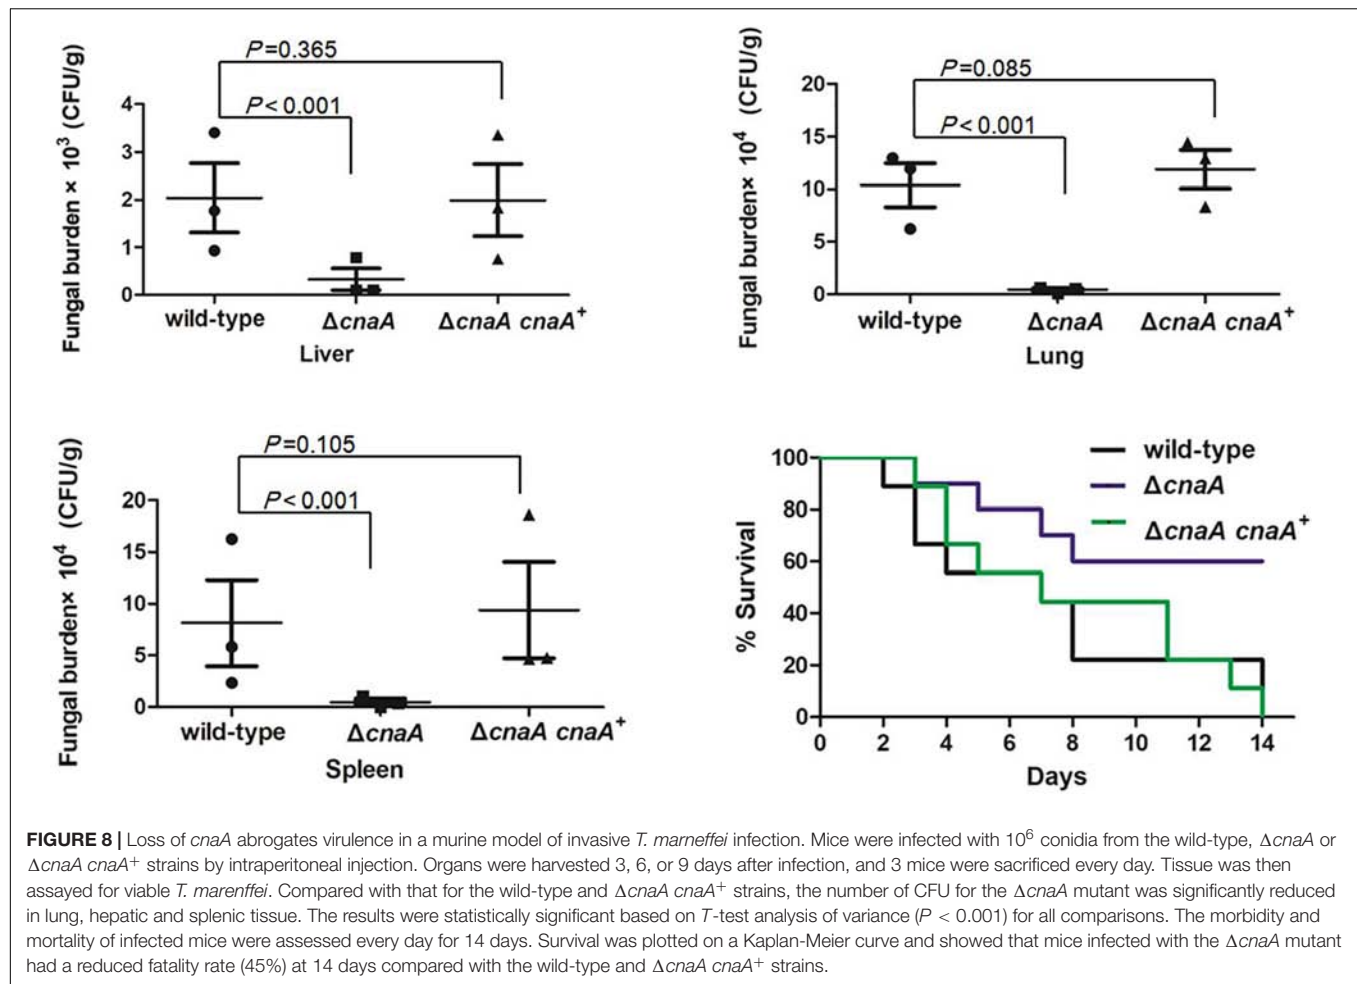 P=0.365
P<0.001
Fungal burden × 10³ (CFU/g)
4
3
2
1
0
wild-type
ΔcnaA
ΔcnaA cnaA⁺
Liver
P=0.085
P<0.001
Fungal burden× 10⁴ (CFU/g)
20
15
10
5
0
wild-type
ΔcnaA
ΔcnaA cnaA⁺
Lung
P=0.105
P<0.001
Fungal burden× 10⁴ (CFU/g)
20
15
10
5
0
wild-type
ΔcnaA
ΔcnaA cnaA⁺
Spleen
wild-type
ΔcnaA
ΔcnaA cnaA⁺
% Survival
100
80
60
40
20
0
0 2 4 6 8 10 12 14
Days
FIGURE 8 | Loss of cnaA abrogates virulence in a murine model of invasive T. marneffei infection. Mice were infected with 10⁶ conidia from the wild-type, ΔcnaA or
ΔcnaA cnaA⁺ strains by intraperitoneal injection. Organs were harvested 3, 6, or 9 days after infection, and 3 mice were sacrificed every day. Tissue was then
assayed for viable T. marenffei. Compared with that for the wild-type and ΔcnaA cnaA⁺ strains, the number of CFU for the ΔcnaA mutant was significantly reduced
in lung, hepatic and splenic tissue. The results were statistically significant based on T-test analysis of variance (P < 0.001) for all comparisons. The morbidity and
mortality of infected mice were assessed every day for 14 days. Survival was plotted on a Kaplan-Meier curve and showed that mice infected with the ΔcnaA mutant
had a reduced fatality rate (45%) at 14 days compared with the wild-type and ΔcnaA cnaA⁺ strains.